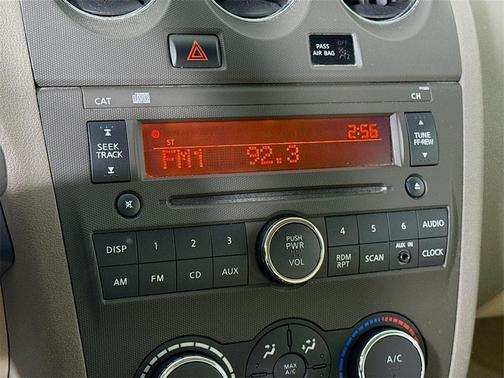 PASS
AIR BAG
OFF
CAT
CH
SEEK
TRACK
ST
2:56
FM1 92.3
TUNE
FF·REW
DISP 1 2 3
PUSH
PWR
VOL
4 5 6 AUDIO
AM FM CD AUX
RDM
RPT
SCAN
AUX IN
CLOCK
MAX
A/C
A/C